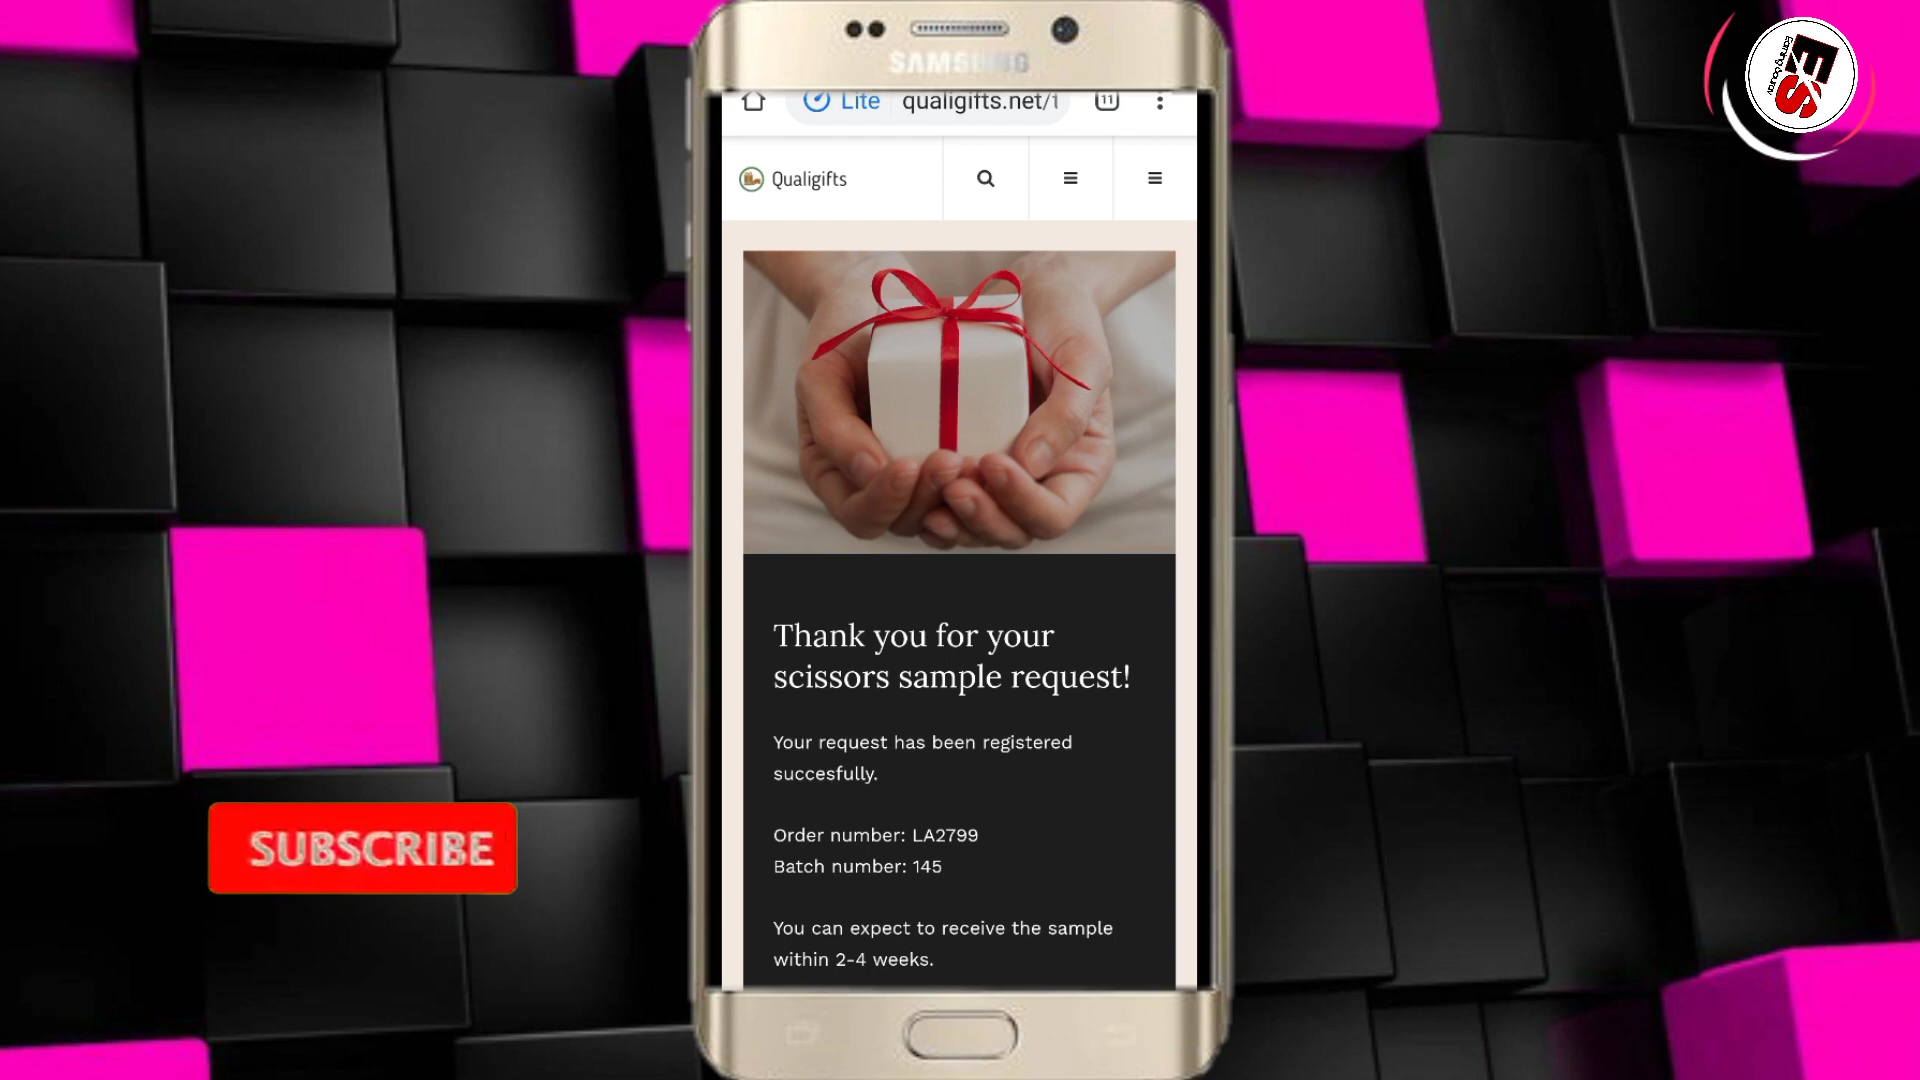 SAMSUNG
11
Lite qualigifts.net/t
Qualigifts
Thank you for your
scissors sample request!
Your request has been registered
succesfully.
Order number: LA2799
Batch number: 145
You can expect to receive the sample
within 2-4 weeks.
SUBSCRIBE
E/S